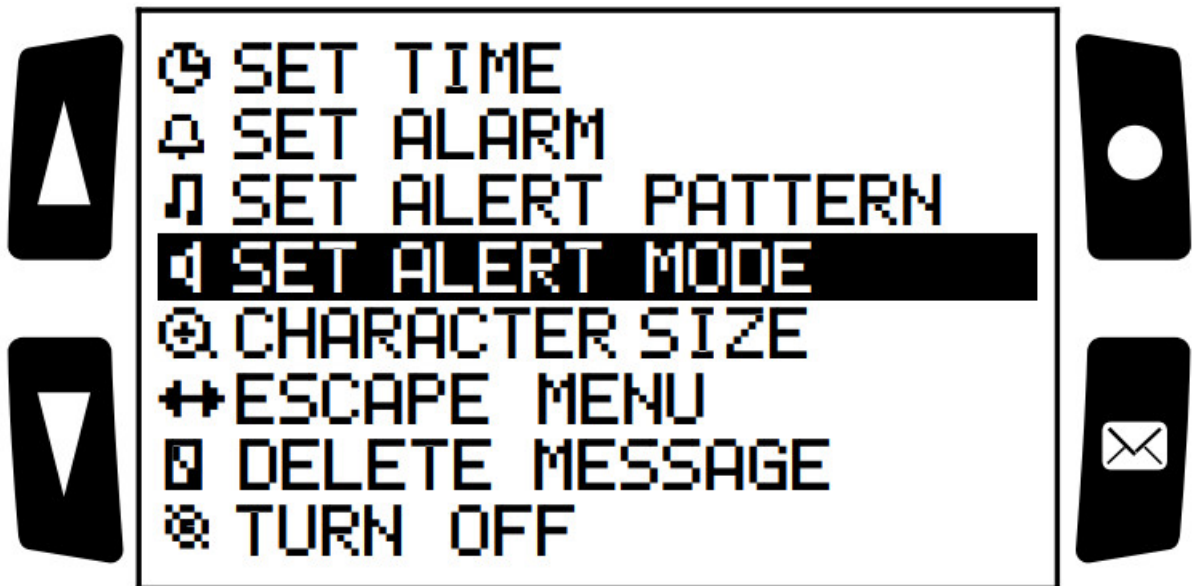 SET TIME
SET ALARM
SET ALERT PATTERN
SET ALERT MODE
CHARACTER SIZE
ESCAPE MENU
DELETE MESSAGE
TURN OFF